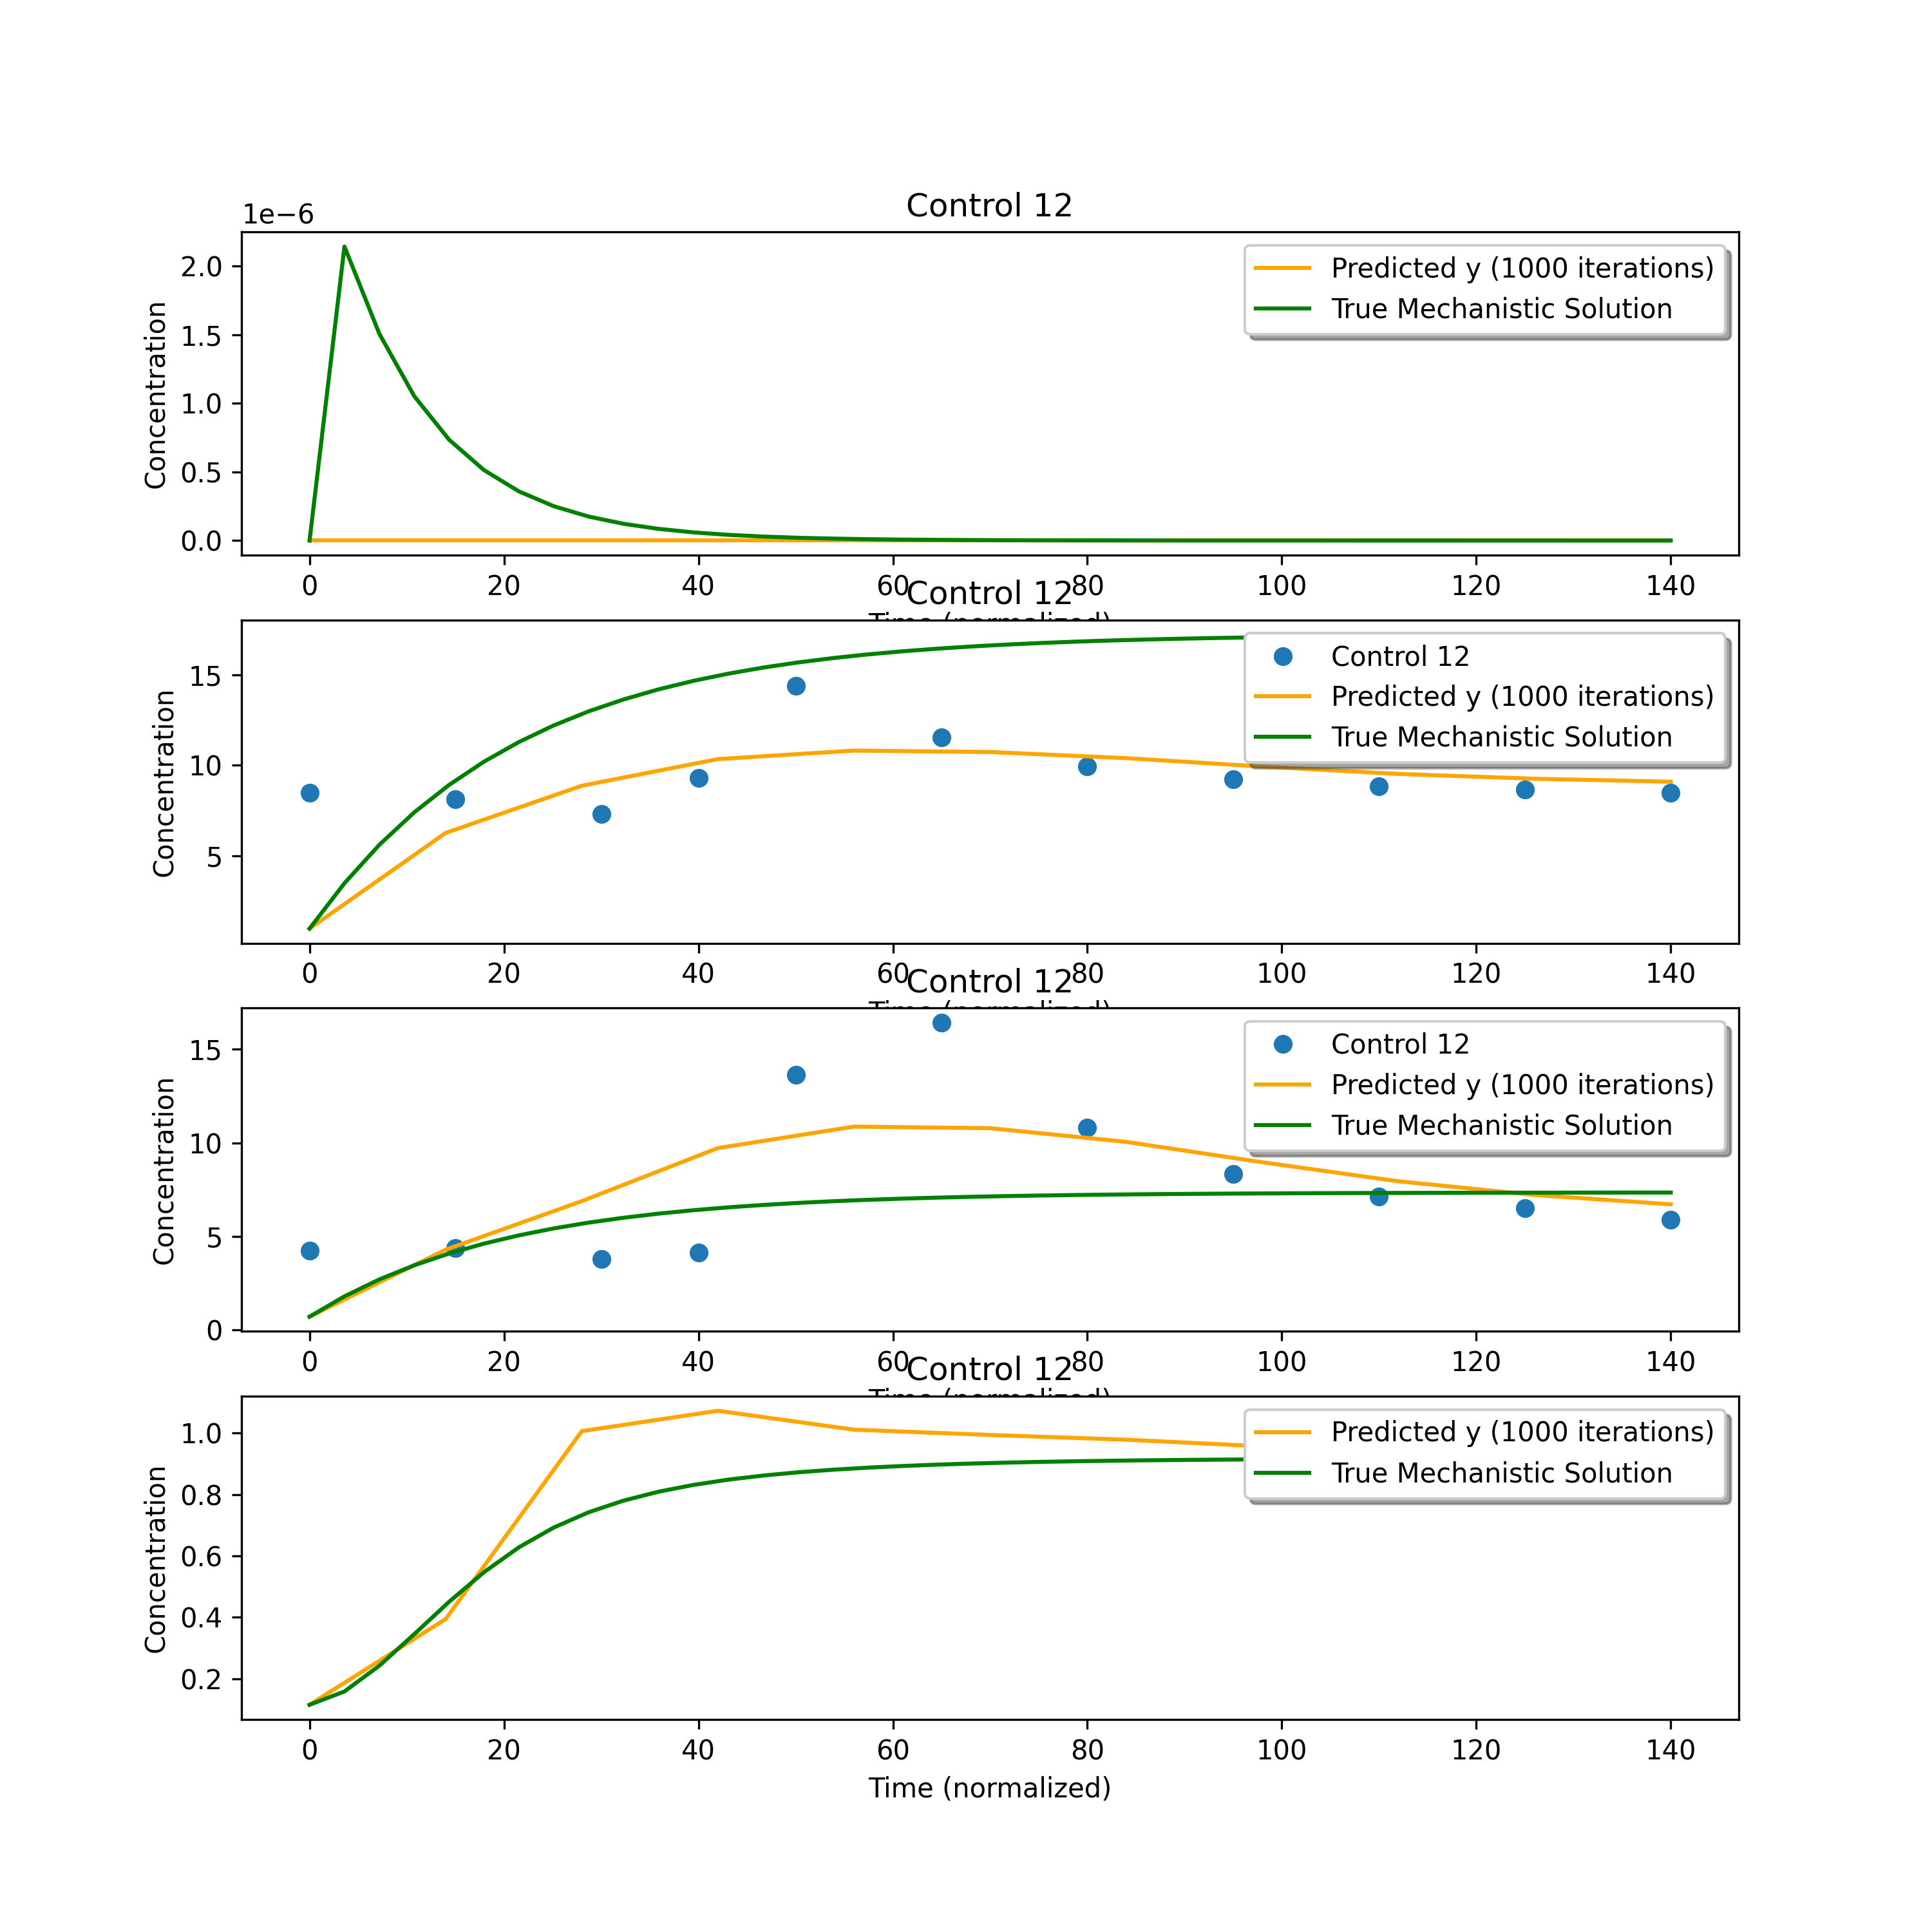 Control 12
1e−6
Concentration
2.0
1.5
1.0
0.5
0.0
Predicted y (1000 iterations)
True Mechanistic Solution
0 20 40 60 80 100 120 140
Control 12
Concentration
15
10
5
Control 12
Predicted y (1000 iterations)
True Mechanistic Solution
0 20 40 60 80 100 120 140
Control 12
Concentration
15
10
5
0
Control 12
Predicted y (1000 iterations)
True Mechanistic Solution
0 20 40 60 80 100 120 140
Control 12
Concentration
1.0
0.8
0.6
0.4
0.2
Predicted y (1000 iterations)
True Mechanistic Solution
0 20 40 60 80 100 120 140
Time (normalized)